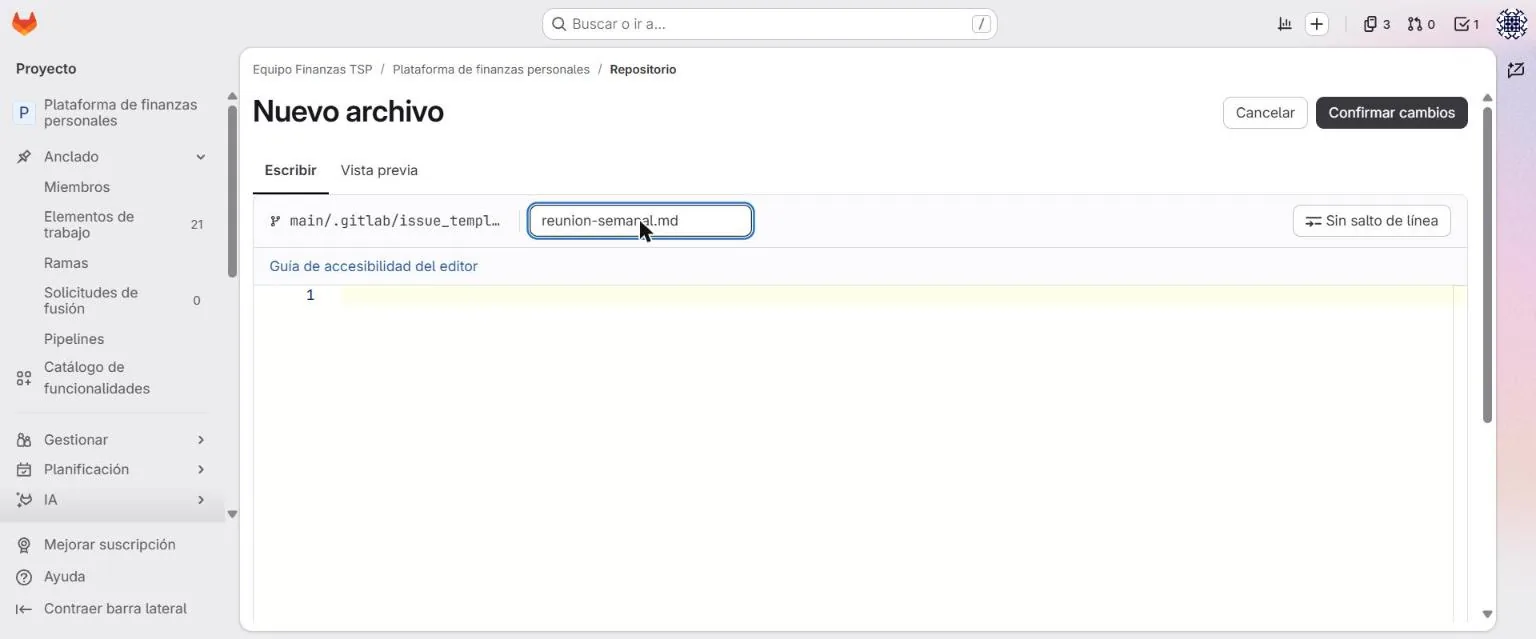 Buscar o ir a... /
3 0 1
Proyecto
P Plataforma de finanzas
personales
Anclado
Miembros
Elementos de
trabajo 21
Ramas
Solicitudes de
fusión 0
Pipelines
Catálogo de
funcionalidades
Gestionar
Planificación
IA
Mejorar suscripción
Ayuda
Contraer barra lateral
Equipo Finanzas TSP / Plataforma de finanzas personales / Repositorio
Nuevo archivo
Cancelar Confirmar cambios
Escribir Vista previa
main/.gitlab/issue_templ… reunion-semanal.md Sin salto de línea
Guía de accesibilidad del editor
1